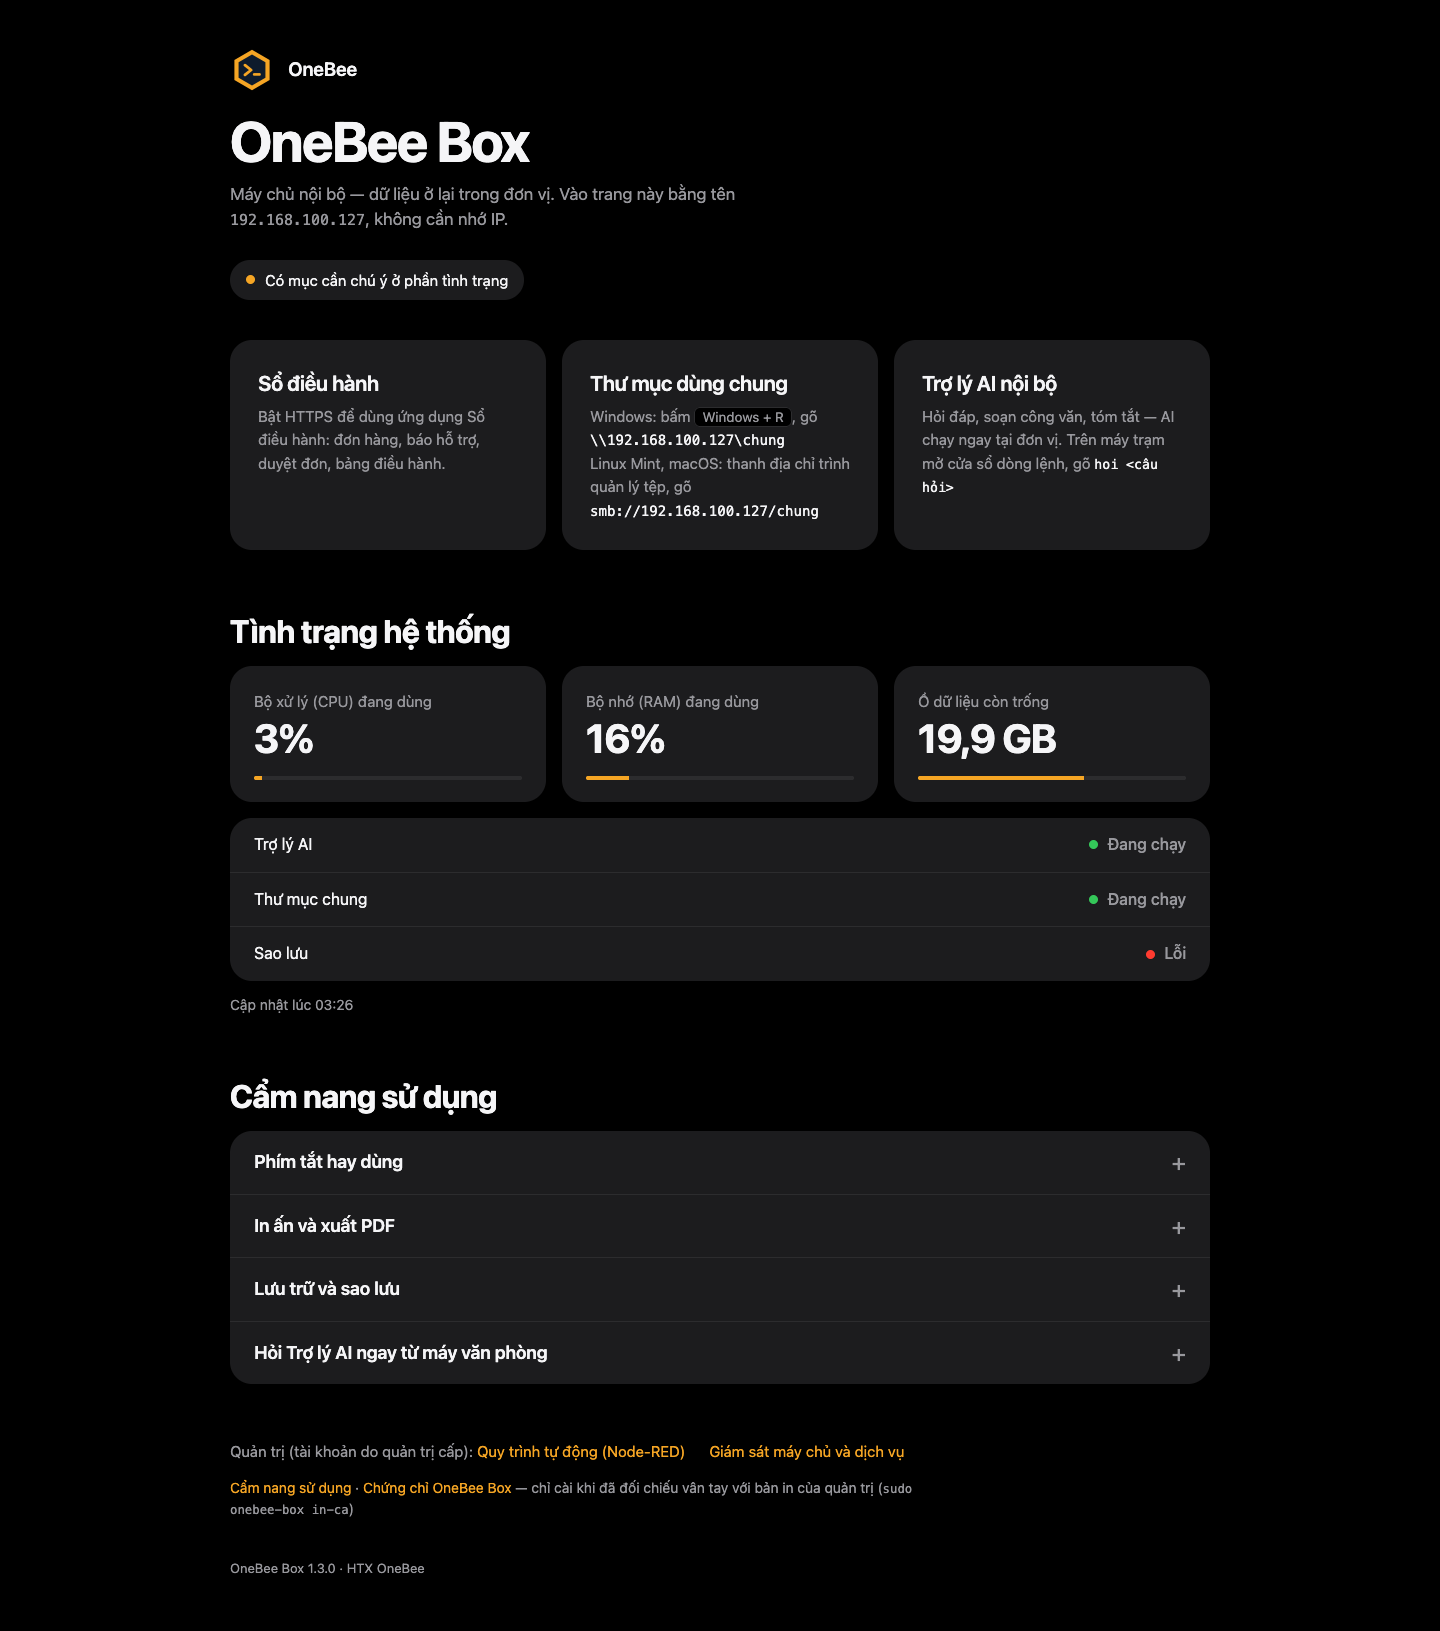 OneBee
OneBee Box
Máy chủ nội bộ — dữ liệu ở lại trong đơn vị. Vào trang này bằng tên
192.168.100.127, không cần nhớ IP.
Có mục cần chú ý ở phần tình trạng
Sổ điều hành
Bật HTTPS để dùng ứng dụng Sổ
điều hành: đơn hàng, báo hỗ trợ,
duyệt đơn, bảng điều hành.
Thư mục dùng chung
Windows: bấm Windows + R, gõ
\\192.168.100.127\chung
Linux Mint, macOS: thanh địa chỉ trình
quản lý tệp, gõ
smb://192.168.100.127/chung
Trợ lý AI nội bộ
Hỏi đáp, soạn công văn, tóm tắt — AI
chạy ngay tại đơn vị. Trên máy trạm
mở cửa sổ dòng lệnh, gõ hoi <câu
hỏi>
Tình trạng hệ thống
Bộ xử lý (CPU) đang dùng
3%
Bộ nhớ (RAM) đang dùng
16%
Ổ dữ liệu còn trống
19,9 GB
Trợ lý AI
Đang chạy
Thư mục chung
Đang chạy
Sao lưu
Lỗi
Cập nhật lúc 03:26
Cẩm nang sử dụng
Phím tắt hay dùng
+
In ấn và xuất PDF
+
Lưu trữ và sao lưu
+
Hỏi Trợ lý AI ngay từ máy văn phòng
+
Quản trị (tài khoản do quản trị cấp): Quy trình tự động (Node-RED) Giám sát máy chủ và dịch vụ
Cẩm nang sử dụng · Chứng chỉ OneBee Box — chỉ cài khi đã đối chiếu vân tay với bản in của quản trị (sudo
onebee-box in-ca)
OneBee Box 1.3.0 · HTX OneBee